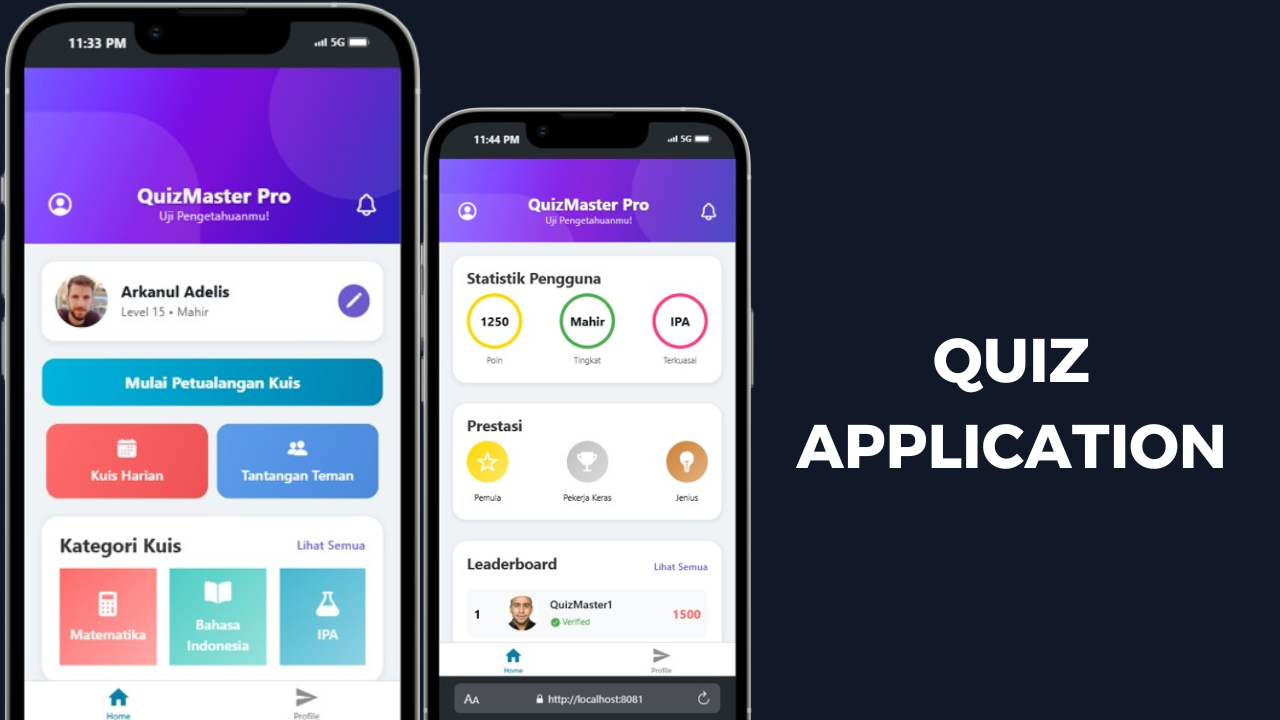 11:33 PM
5G
QuizMaster Pro
Uji Pengetahuanmu!
Arkanul Adelis
Level 15 • Mahir
Mulai Petualangan Kuis
Kuis Harian
Tantangan Teman
Kategori Kuis
Lihat Semua
Matematika
Bahasa
Indonesia
IPA
Home
Profile
11:44 PM
5G
QuizMaster Pro
Uji Pengetahuanmu!
Statistik Pengguna
1250
Mahir
IPA
Poin
Tingkat
Terkuasai
Prestasi
Pemula
Pekerja Keras
Jenius
Leaderboard
Lihat Semua
1
QuizMaster1
Verified
1500
Home
Profile
AA
http://localhost:8081
QUIZ
APPLICATION